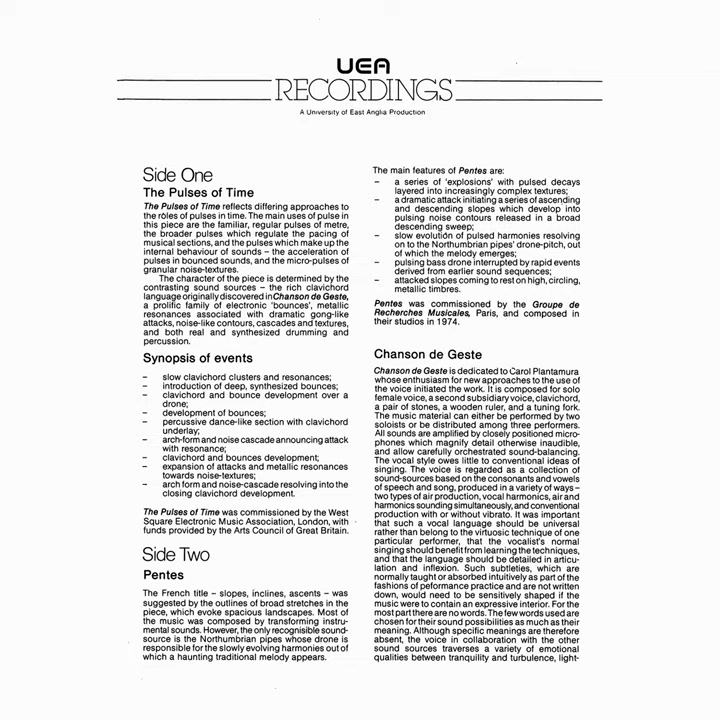 UEA
RECORDINGS
A University of East Anglia Production
Side One
The Pulses of Time
The Pulses of Time reflects differing approaches to
the rôles of pulses in time. The main uses of pulse in
this piece are the familiar, regular pulses of metre,
the broader pulses which regulate the pacing of
musical sections, and the pulses which make up the
internal behaviour of sounds – the acceleration of
pulses in bounced sounds, and the micro-pulses of
granular noise-textures.
The character of the piece is determined by the
contrasting sound sources – the rich clavichord
language originally discovered in Chanson de Geste,
a prolific family of electronic 'bounces', metallic
resonances associated with dramatic gong-like
attacks, noise-like contours, cascades and textures,
and both real and synthesized drumming and
percussion.
Synopsis of events
– slow clavichord clusters and resonances;
– introduction of deep, synthesized bounces;
– clavichord and bounce development over a
drone;
– development of bounces;
– percussive dance-like section with clavichord
underlay;
– arch-form and noise cascade announcing attack
with resonance;
– clavichord and bounces development;
– expansion of attacks and metallic resonances
towards noise-textures;
– arch form and noise-cascade resolving into the
closing clavichord development.
The Pulses of Time was commissioned by the West
Square Electronic Music Association, London, with
funds provided by the Arts Council of Great Britain.
Side Two
Pentes
The French title – slopes, inclines, ascents – was
suggested by the outlines of broad stretches in the
piece, which evoke spacious landscapes. Most of
the music was composed by transforming instru-
mental sounds. However, the only recognisible sound-
source is the Northumbrian pipes whose drone is
responsible for the slowly evolving harmonies out of
which a haunting traditional melody appears.
The main features of Pentes are:
– a series of 'explosions' with pulsed decays
layered into increasingly complex textures;
– a dramatic attack initiating a series of ascending
and descending slopes which develop into
pulsing noise contours released in a broad
descending sweep;
– slow evolution of pulsed harmonies resolving
on to the Northumbrian pipes' drone-pitch, out
of which the melody emerges;
– pulsing bass drone interrupted by rapid events
derived from earlier sound sequences;
– attacked slopes coming to rest on high, circling,
metallic timbres.
Pentes was commissioned by the Groupe de
Recherches Musicales, Paris, and composed in
their studios in 1974.
Chanson de Geste
Chanson de Geste is dedicated to Carol Plantamura
whose enthusiasm for new approaches to the use of
the voice initiated the work. It is composed for solo
female voice, a second subsidiary voice, clavichord,
a pair of stones, a wooden ruler, and a tuning fork.
The music material can either be performed by two
soloists or be distributed among three performers.
All sounds are amplified by closely positioned micro-
phones which magnify detail otherwise inaudible,
and allow carefully orchestrated sound-balancing.
The vocal style owes little to conventional ideas of
singing. The voice is regarded as a collection of
sound-sources based on the consonants and vowels
of speech and song, produced in a variety of ways –
two types of air production, vocal harmonics, air and
harmonics sounding simultaneously, and conventional
production with or without vibrato. It was important
that such a vocal language should be universal
rather than belong to the virtuosic technique of one
particular performer, that the vocalist's normal
singing should benefit from learning the techniques,
and that the language should be detailed in articu-
lation and inflexion. Such subtleties, which are
normally taught or absorbed intuitively as part of the
fashions of peformance practice and are not written
down, would need to be sensitively shaped if the
music were to contain an expressive interior. For the
most part there are no words. The few words used are
chosen for their sound possibilities as much as their
meaning. Although specific meanings are therefore
absent, the voice in collaboration with the other
sound sources traverses a variety of emotional
qualities between tranquility and turbulence, light-